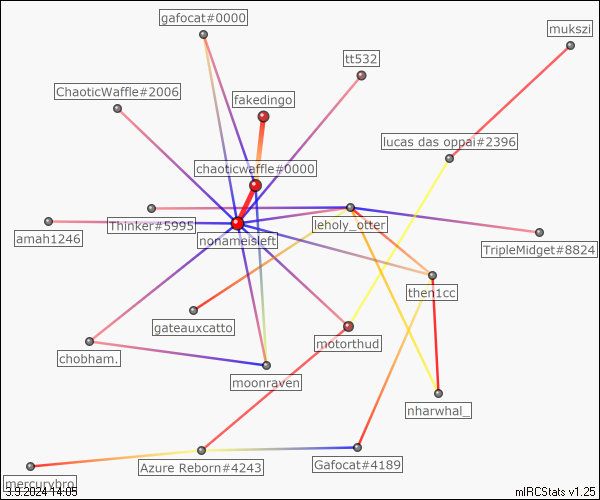 gafocat#0000
mukszi
tt532
ChaoticWaffle#2006
fakedingo
lucas das oppai#2396
chaoticwaffle#0000
Thinker#5995
leholy_otter
amah1246
nonameisleft
TripleMidget#8824
then1cc
gateauxcatto
motorthud
chobham.
moonraven
nharwhal_
Azure Reborn#4243
Gafocat#4189
mercurybro
3.9.2024 14:05
mIRCStats v1.25